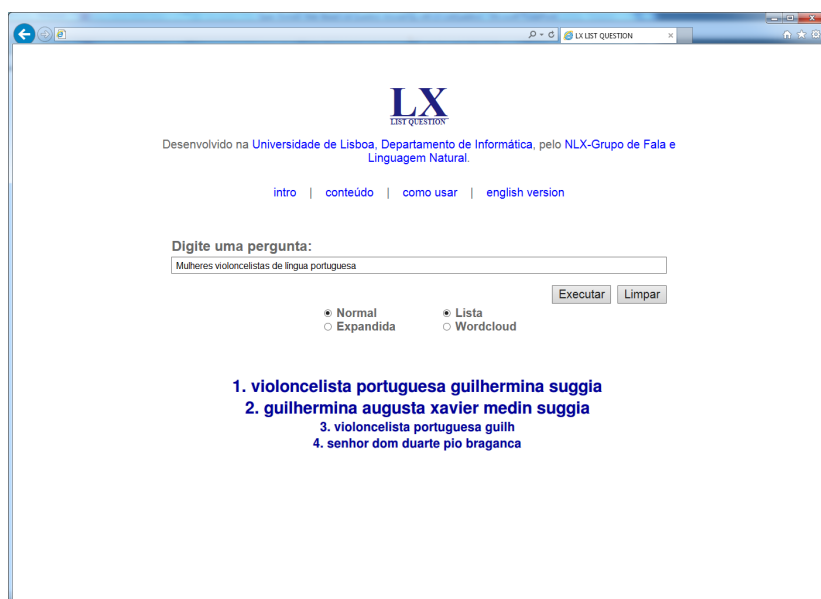 LX LIST QUESTION
LX
LIST QUESTION
Desenvolvido na Universidade de Lisboa, Departamento de Informática, pelo NLX-Grupo de Fala e
Linguagem Natural.
intro | conteúdo | como usar | english version
Digite uma pergunta:
Mulheres violoncelistas de língua portuguesa
Executar Limpar
Normal Lista
Expandida Wordcloud
1. violoncelista portuguesa guilhermina suggia
2. guilhermina augusta xavier medin suggia
3. violoncelista portuguesa guilh
4. senhor dom duarte pio braganca